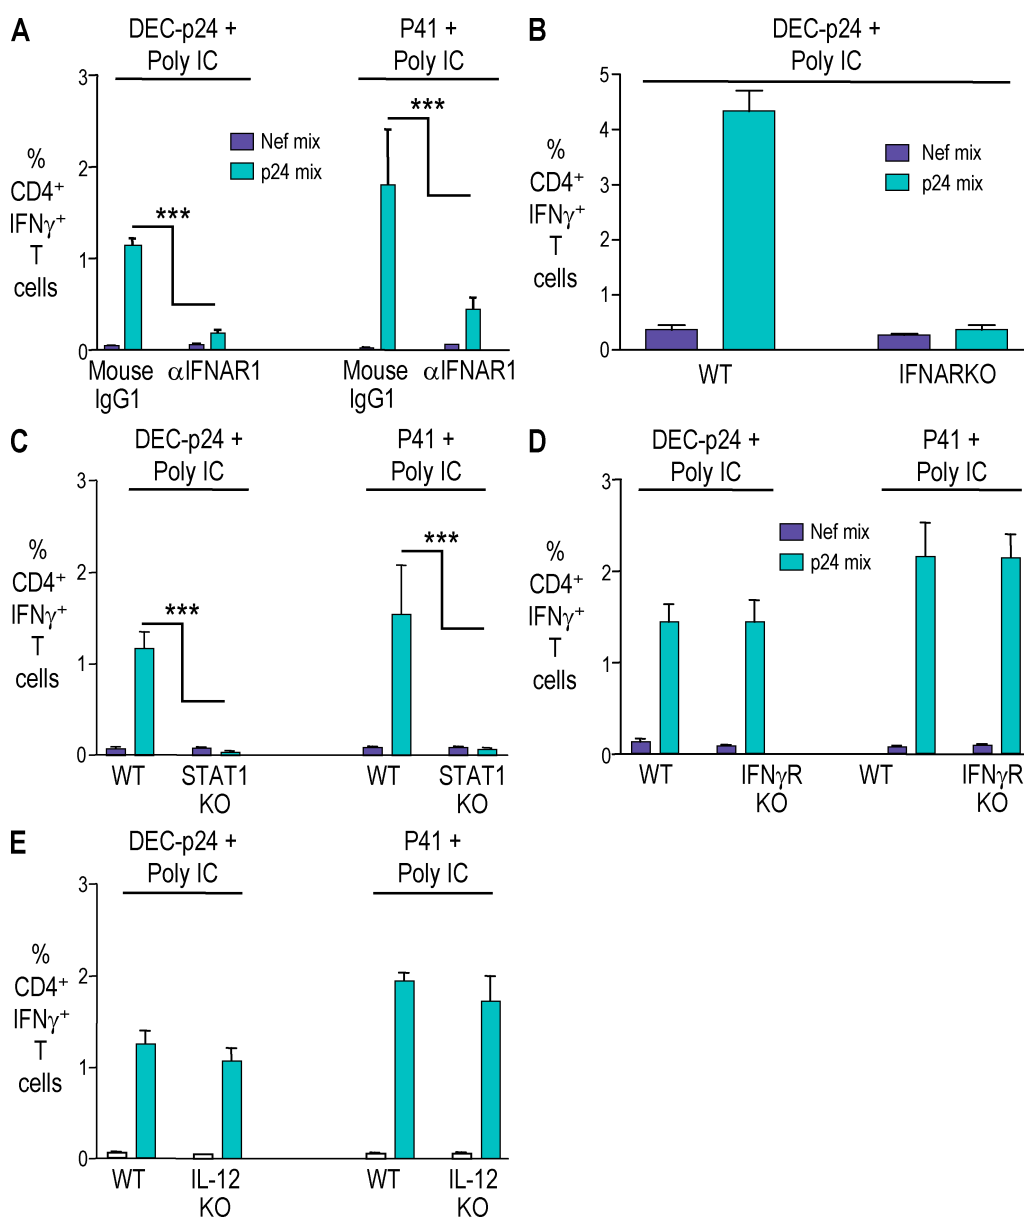 A
DEC-p24 +
Poly IC
P41 +
Poly IC
3
2
1
0
%
CD4+
IFNγ+
T
cells
***
***
Nef mix
p24 mix
Mouse
IgG1
αIFNAR1
Mouse
IgG1
αIFNAR1
B
DEC-p24 +
Poly IC
5
4
3
2
1
0
%
CD4+
IFNγ+
T
cells
Nef mix
p24 mix
WT
IFNARKO
C
DEC-p24 +
Poly IC
P41 +
Poly IC
3
2
1
0
%
CD4+
IFNγ+
T
cells
***
***
WT
STAT1
KO
WT
STAT1
KO
D
DEC-p24 +
Poly IC
P41 +
Poly IC
3
2
1
0
%
CD4+
IFNγ+
T
cells
Nef mix
p24 mix
WT
IFNγR
KO
WT
IFNγR
KO
E
DEC-p24 +
Poly IC
P41 +
Poly IC
3
2
1
0
%
CD4+
IFNγ+
T
cells
WT
IL-12
KO
WT
IL-12
KO